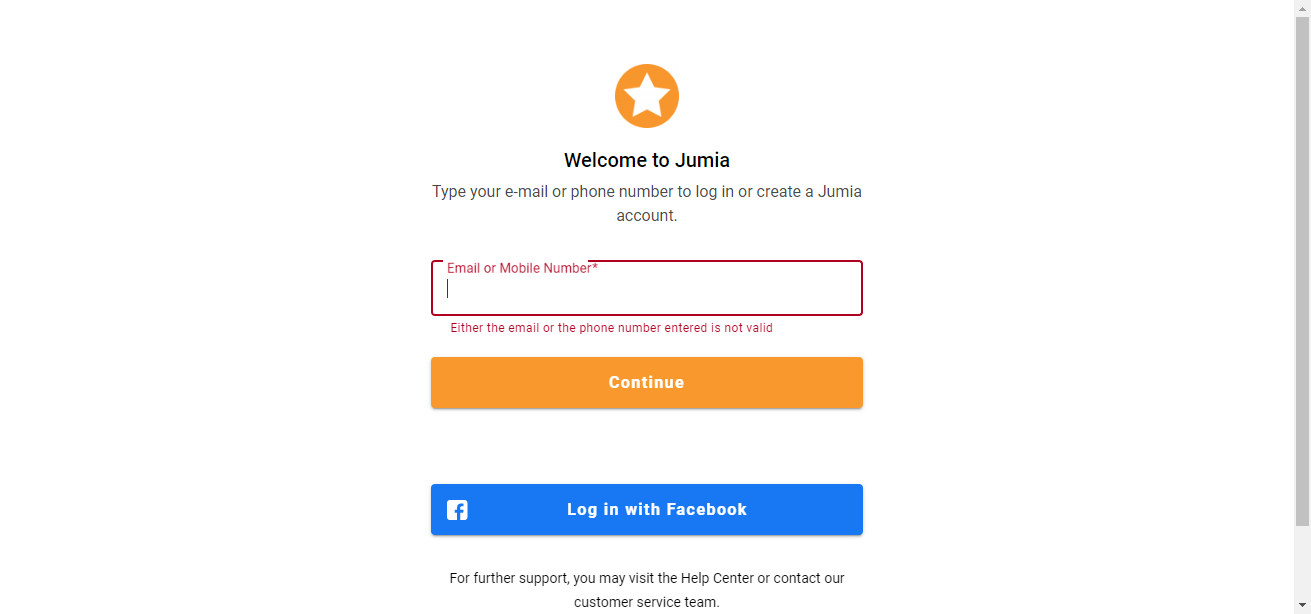 Welcome to Jumia
Type your e-mail or phone number to log in or create a Jumia
account.
Email or Mobile Number*
Either the email or the phone number entered is not valid
Continue
Log in with Facebook
For further support, you may visit the Help Center or contact our
customer service team.